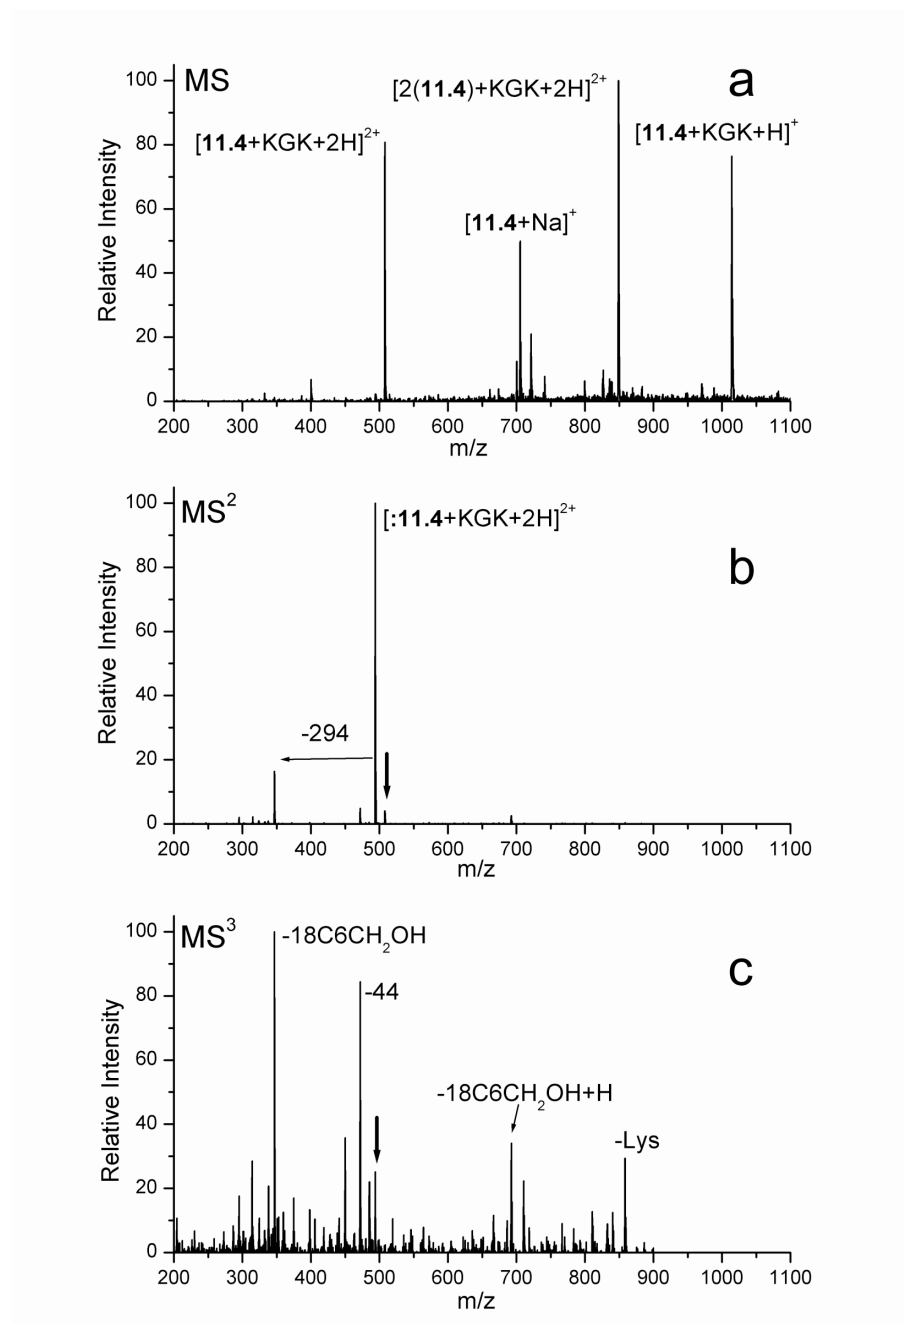 MS
a
[2(11.4)+KGK+2H]²⁺
[11.4+KGK+2H]²⁺
[11.4+KGK+H]⁺
[11.4+Na]⁺
Relative Intensity
100
80
60
40
20
0
200 300 400 500 600 700 800 900 1000 1100
m/z
MS²
b
[:11.4+KGK+2H]²⁺
-294
Relative Intensity
100
80
60
40
20
0
200 300 400 500 600 700 800 900 1000 1100
m/z
MS³
c
-18C6CH₂OH
-44
-18C6CH₂OH+H
-Lys
Relative Intensity
100
80
60
40
20
0
200 300 400 500 600 700 800 900 1000 1100
m/z